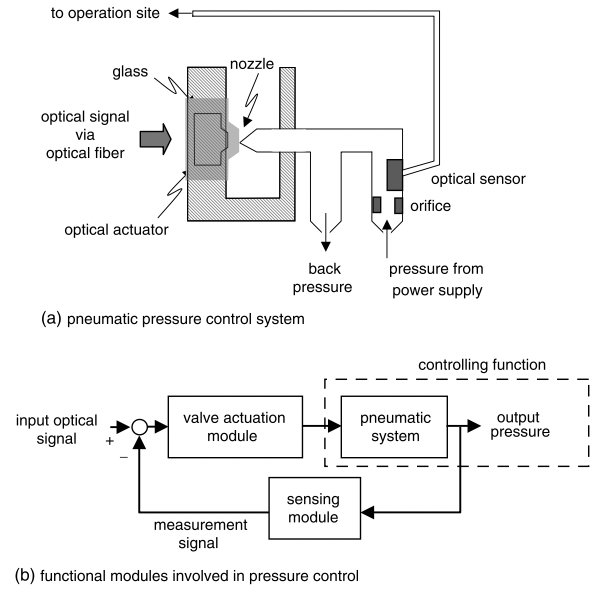 to operation site
nozzle
glass
optical signal
via
optical fiber
optical sensor
orifice
optical actuator
back
pressure
pressure from
power supply
(a) pneumatic pressure control system
controlling function
input optical
signal
+
−
valve actuation
module
pneumatic
system
output
pressure
sensing
module
measurement
signal
(b) functional modules involved in pressure control